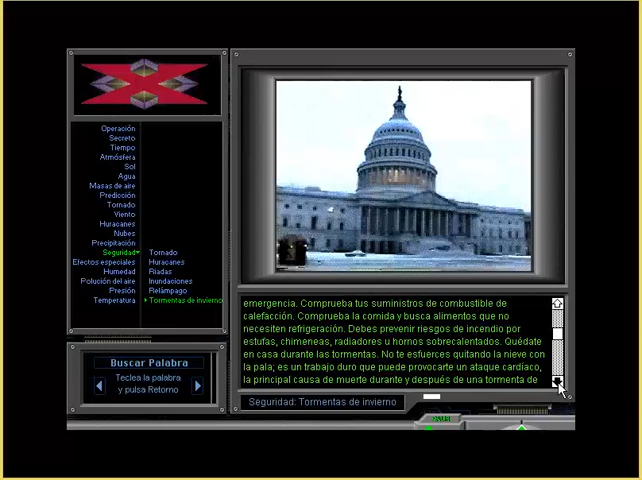 Operación
Secreto
Tiempo
Atmósfera
Sol
Agua
Masas de aire
Predicción
Tornado
Viento
Huracanes
Nubes
Precipitación
Seguridad
Efectos especiales
Humedad
Polución del aire
Presión
Temperatura
Tornado
Huracanes
Riadas
Inundaciones
Relámpago
Tormentas de invierno
Buscar Palabra
Teclea la palabra
y pulsa Retorno
emergencia. Comprueba tus suministros de combustible de
calefacción. Comprueba la comida y busca alimentos que no
necesiten refrigeración. Debes prevenir riesgos de incendio por
estufas, chimeneas, radiadores u hornos sobrecalentados. Quédate
en casa durante las tormentas. No te esfuerces quitando la nieve con
la pala; es un trabajo duro que puede provocarte un ataque cardíaco,
la principal causa de muerte durante y después de una tormenta de
Seguridad: Tormentas de invierno